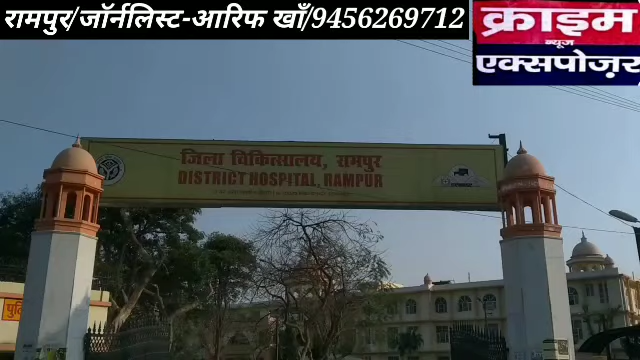 रामपुर/जॉर्नलिस्ट-आरिफ खाँ/9456269712
क्राइम
न्यूज
एक्सपोज़र
जिला चिकित्सालय, रामपुर
DISTRICT HOSPITAL, RAMPUR